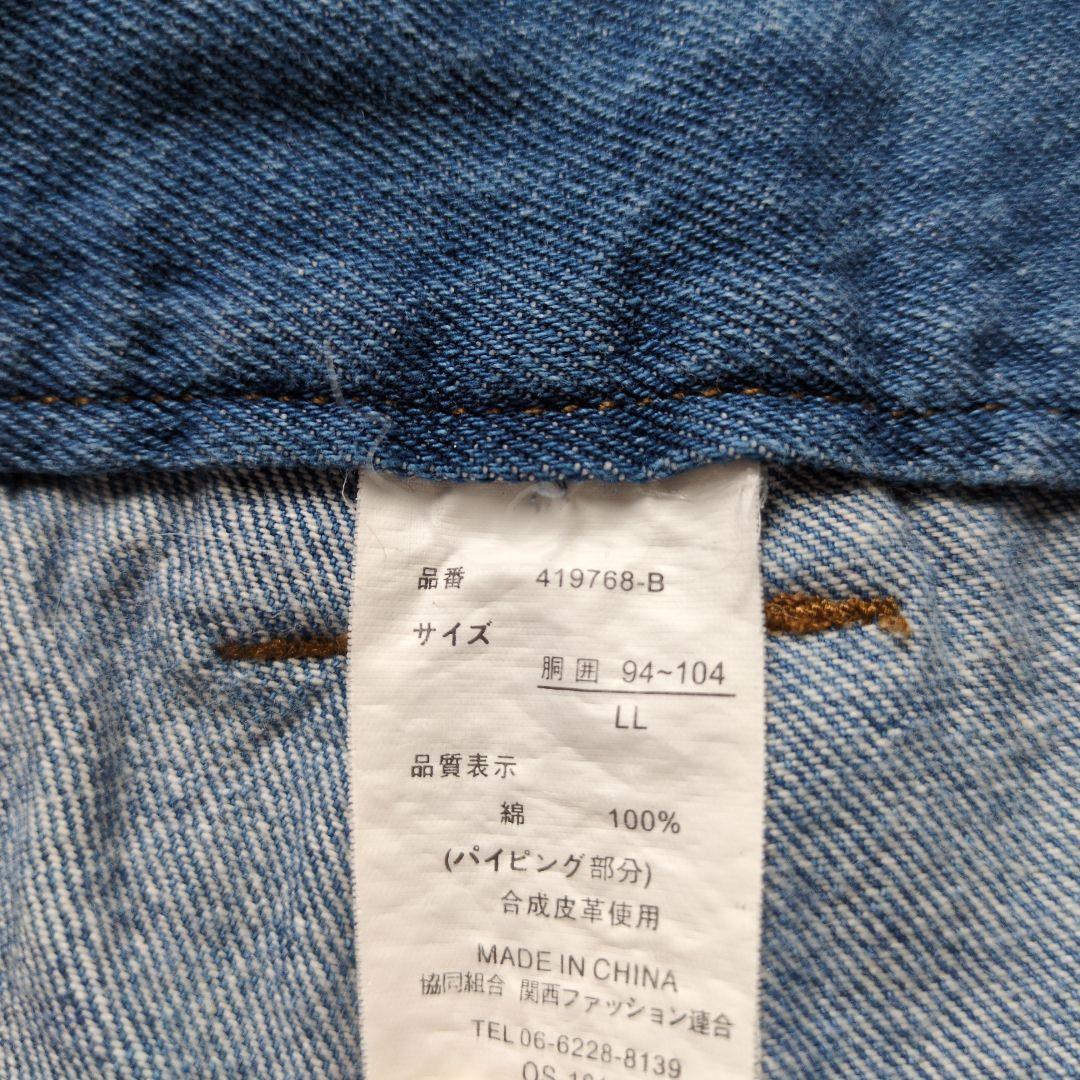 品番 419768-B
サイズ
胴囲 94~104
LL
品質表示
綿 100%
(パイピング部分)
合成皮革使用
MADE IN CHINA
協同組合 関西ファッション連合
TEL 06-6228-8139